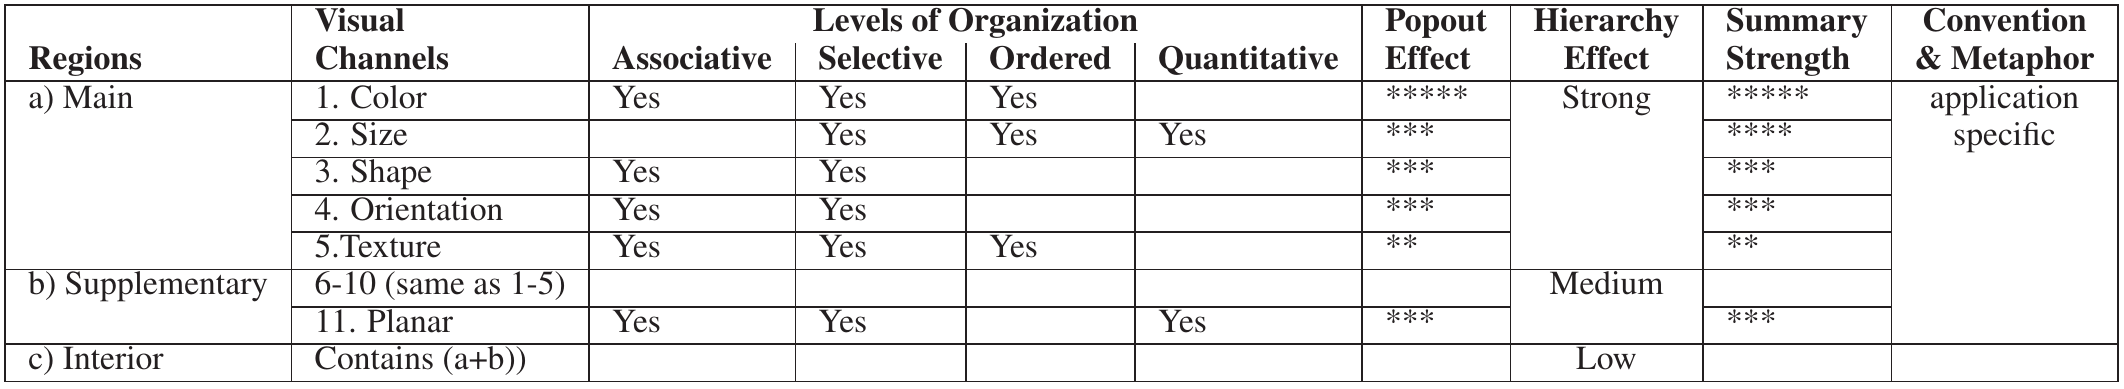 Visual Levels of Organization Popout Hierarchy Summary Convention
Regions Channels Associative Selective Ordered Quantitative Effect Effect Strength & Metaphor
a) Main 1. Color Yes Yes Yes ***** Strong ***** application
2. Size Yes Yes Yes *** **** specific
3. Shape Yes Yes *** ***
4. Orientation Yes Yes *** ***
5.Texture Yes Yes Yes ** **
b) Supplementary 6-10 (same as 1-5) Medium
11. Planar Yes Yes Yes *** ***
c) Interior Contains (a+b)) Low